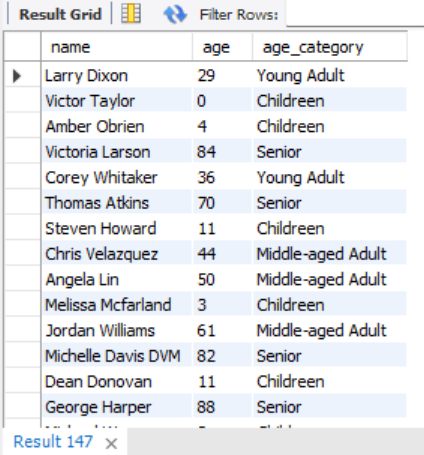 Result Grid Filter Rows:
name age age_category
Larry Dixon 29 Young Adult
Victor Taylor 0 Childreen
Amber Obrien 4 Childreen
Victoria Larson 84 Senior
Corey Whitaker 36 Young Adult
Thomas Atkins 70 Senior
Steven Howard 11 Childreen
Chris Velazquez 44 Middle-aged Adult
Angela Lin 50 Middle-aged Adult
Melissa Mcfarland 3 Childreen
Jordan Williams 61 Middle-aged Adult
Michelle Davis DVM 82 Senior
Dean Donovan 11 Childreen
George Harper 88 Senior
Result 147 ×